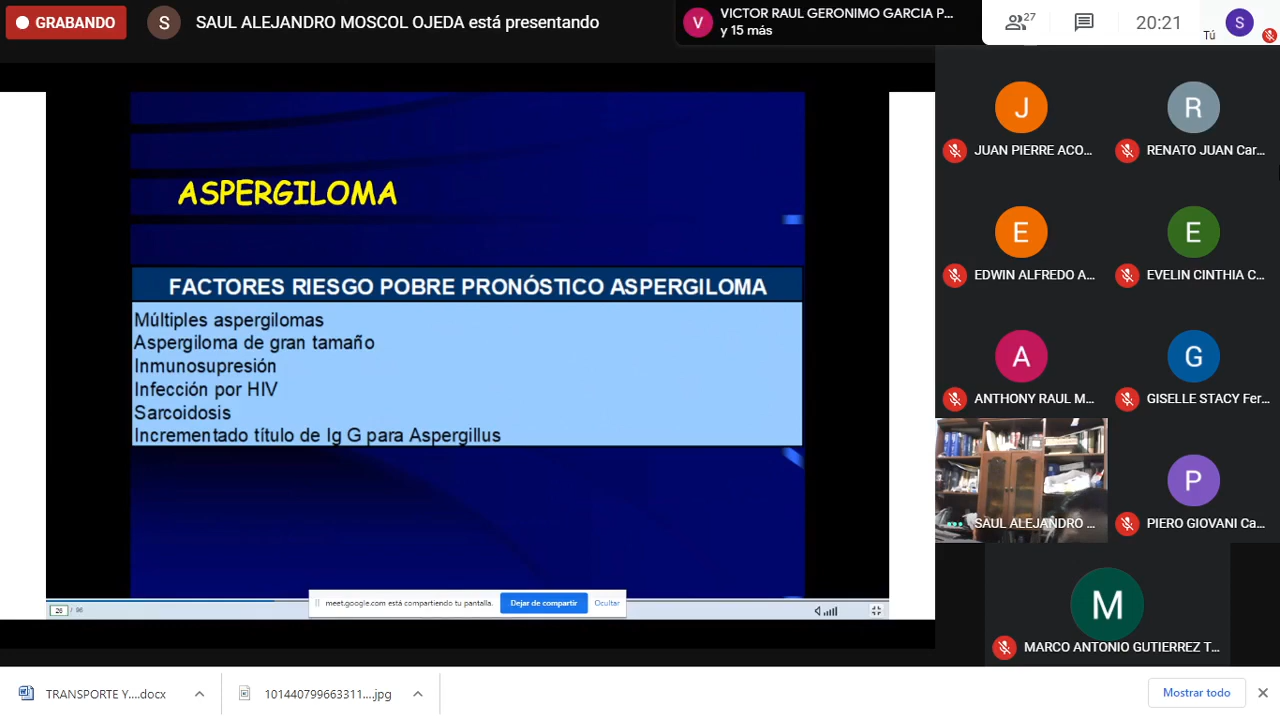 GRABANDO
S
SAUL ALEJANDRO MOSCOL OJEDA está presentando
V
VICTOR RAUL GERONIMO GARCIA P...
y 15 más
27
20:21
Tú
S
ASPERGILOMA
FACTORES RIESGO POBRE PRONÓSTICO ASPERGILOMA
Múltiples aspergilomas
Aspergiloma de gran tamaño
Inmunosupresión
Infección por HIV
Sarcoidosis
Incrementado título de Ig G para Aspergillus
26 / 96
meet.google.com está compartiendo tu pantalla.
Dejar de compartir
Ocultar
J
JUAN PIERRE ACO...
R
RENATO JUAN Car...
E
EDWIN ALFREDO A...
E
EVELIN CINTHIA C...
A
ANTHONY RAUL M...
G
GISELLE STACY Fer...
SAUL ALEJANDRO ...
P
PIERO GIOVANI Ca...
M
MARCO ANTONIO GUTIERREZ T...
TRANSPORTE Y....docx
101440799663311....jpg
Mostrar todo